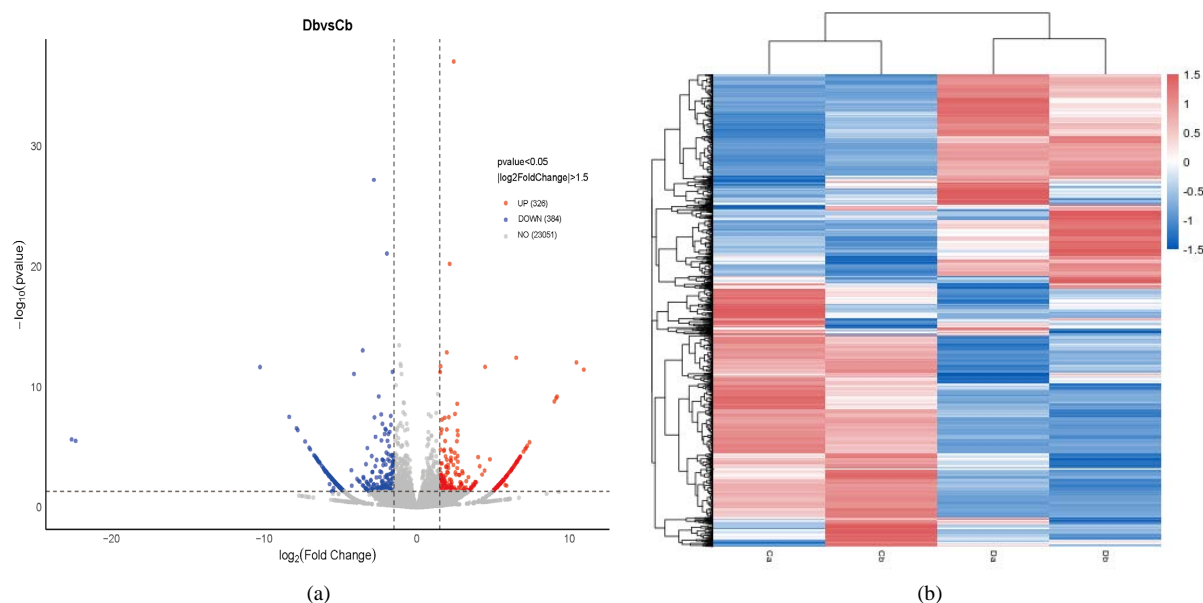 DbvsCb
30
20
10
0
−log10(pvalue)
pvalue<0.05
|log2FoldChange|>1.5
UP (326)
DOWN (384)
NO (23051)
−20
−10
0
10
log2(Fold Change)
(a)
1.5
1
0.5
0
-0.5
-1
-1.5
Ca
Cb
Da
Db
(b)